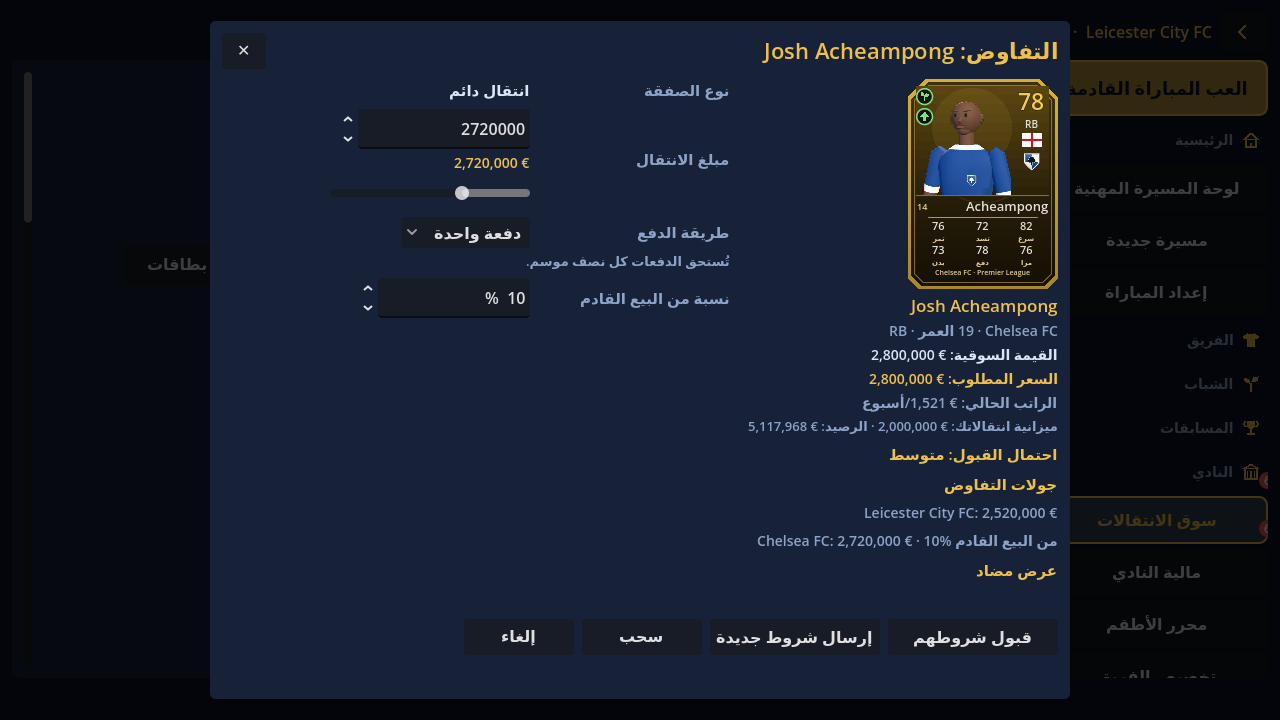 · Leicester City FC
العب المباراة القادمة
الرئيسية
لوحة المسيرة المهنية
مسيرة جديدة
إعداد المباراة
الفريق
الشباب
المسابقات
النادي
سوق الانتقالات
مالية النادي
محرر الأطقم
بطاقات
التفاوض: Josh Acheampong
×
78
RB
14
Acheampong
82 72 76
سرع تسد تمر
76 78 73
مرا دفع بدن
Chelsea FC · Premier League
Josh Acheampong
RB · العمر 19 · Chelsea FC
القيمة السوقية: € 2,800,000
السعر المطلوب: € 2,800,000
الراتب الحالي: € 1,521/أسبوع
ميزانية انتقالاتك: € 2,000,000 · الرصيد: € 5,117,968
احتمال القبول: متوسط
جولات التفاوض
Leicester City FC: 2,520,000 €
Chelsea FC: 2,720,000 € · 10% من البيع القادم
عرض مضاد
نوع الصفقة
انتقال دائم
مبلغ الانتقال
2720000
2,720,000 €
طريقة الدفع
دفعة واحدة
تُستحق الدفعات كل نصف موسم.
نسبة من البيع القادم
% 10
قبول شروطهم
إرسال شروط جديدة
سحب
إلغاء